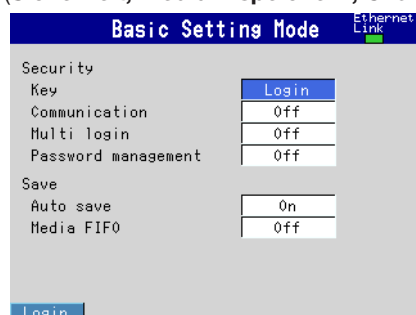 Basic Setting Mode
Ethernet
Link
Security
Key Login
Communication Off
Multi login Off
Password management Off
Save
Auto save On
Media FIFO Off
Login